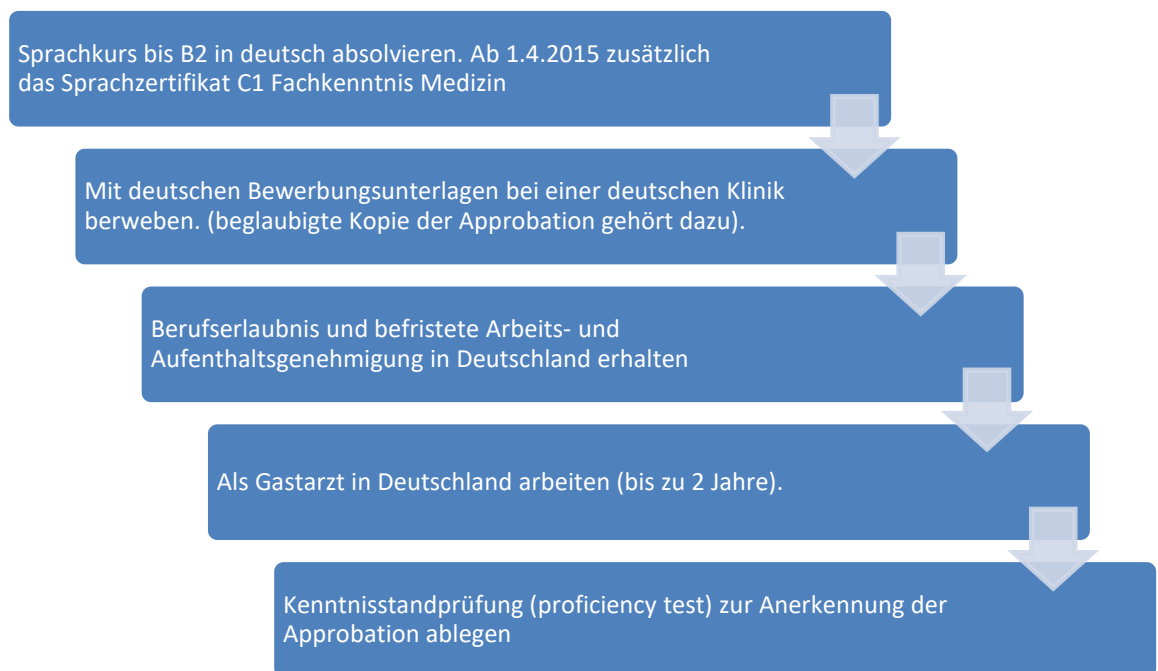 Sprachkurs bis B2 in deutsch absolvieren. Ab 1.4.2015 zusätzlich
das Sprachzertifikat C1 Fachkenntnis Medizin
Mit deutschen Bewerbungsunterlagen bei einer deutschen Klinik
berweben. (beglaubigte Kopie der Approbation gehört dazu).
Berufserlaubnis und befristete Arbeits- und
Aufenthaltsgenehmigung in Deutschland erhalten
Als Gastarzt in Deutschland arbeiten (bis zu 2 Jahre).
Kenntnisstandprüfung (proficiency test) zur Anerkennung der
Approbation ablegen